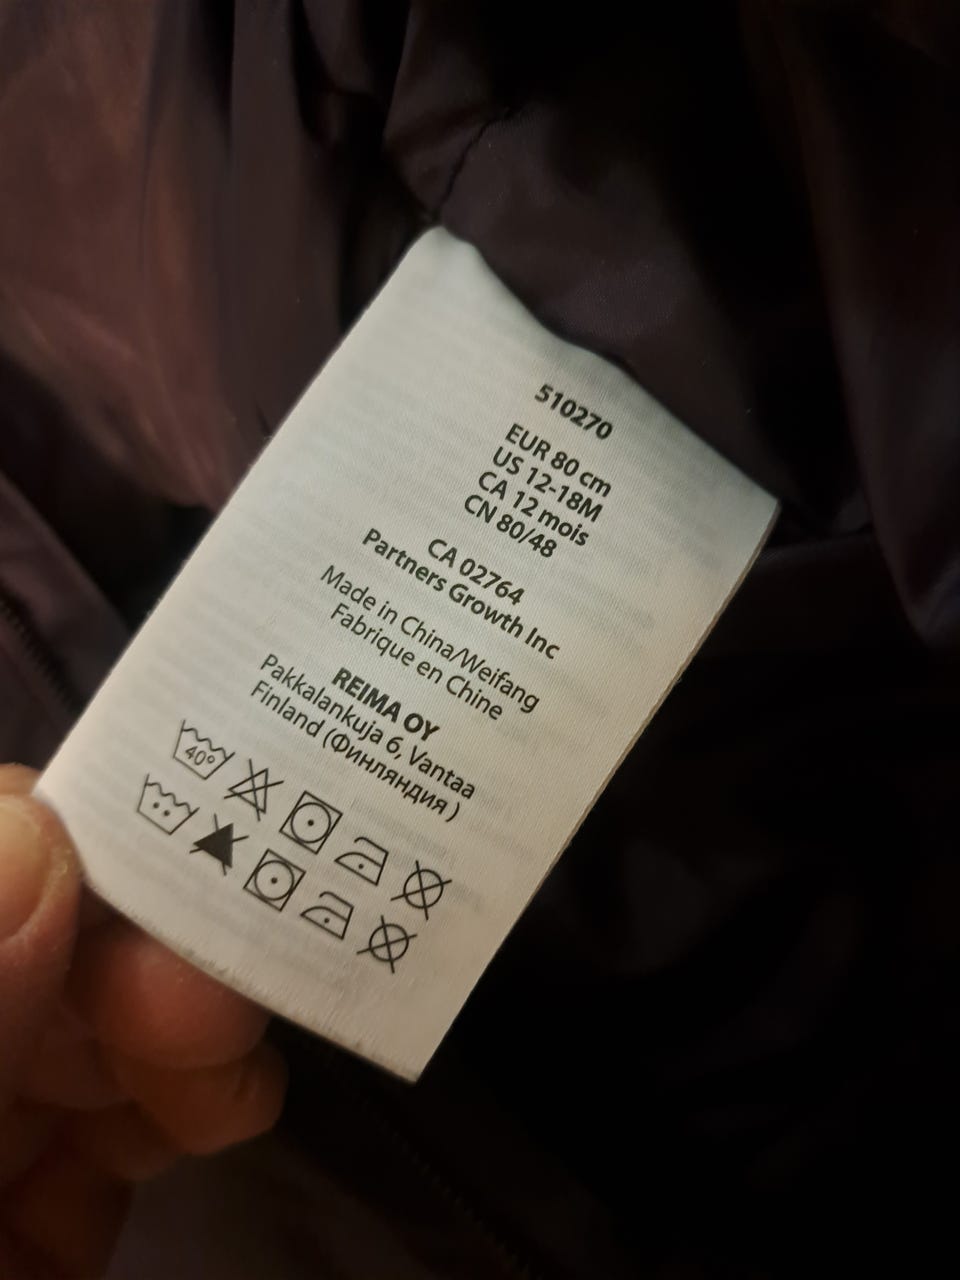 510270
EUR 80 cm
US 12-18M
CA 12 mois
CN 80/48
CA 02764
Partners Growth Inc
Made in China/Weifang
Fabrique en Chine
REIMA OY
Pakkalankuja 6, Vantaa
Finland (Финляндия )
40°